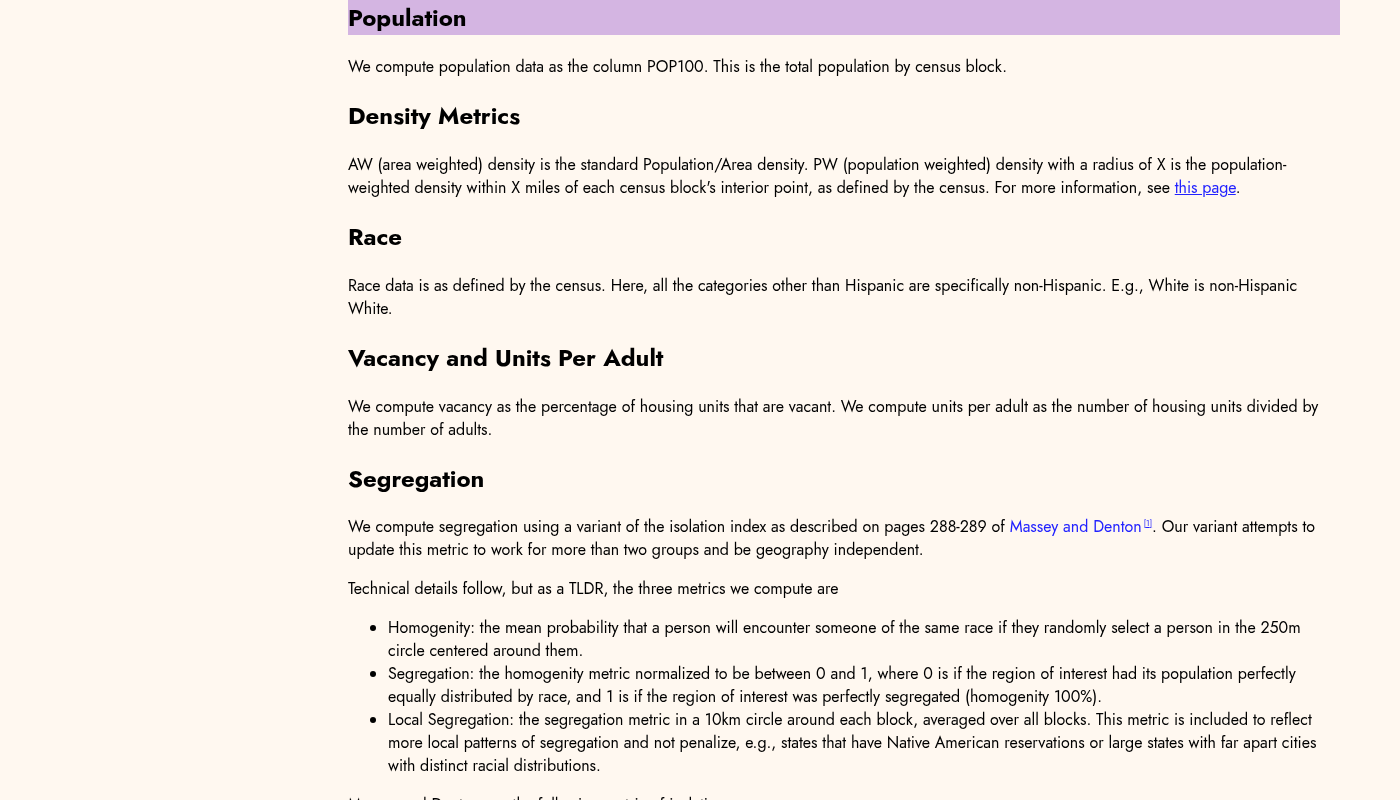 Population
We compute population data as the column POP100. This is the total population by census block.
Density Metrics
AW (area weighted) density is the standard Population/Area density. PW (population weighted) density with a radius of X is the population-
weighted density within X miles of each census block's interior point, as defined by the census. For more information, see this page.
Race
Race data is as defined by the census. Here, all the categories other than Hispanic are specifically non-Hispanic. E.g., White is non-Hispanic
White.
Vacancy and Units Per Adult
We compute vacancy as the percentage of housing units that are vacant. We compute units per adult as the number of housing units divided by
the number of adults.
Segregation
We compute segregation using a variant of the isolation index as described on pages 288-289 of Massey and Denton [1]. Our variant attempts to
update this metric to work for more than two groups and be geography independent.
Technical details follow, but as a TLDR, the three metrics we compute are
• Homogenity: the mean probability that a person will encounter someone of the same race if they randomly select a person in the 250m
circle centered around them.
• Segregation: the homogenity metric normalized to be between 0 and 1, where 0 is if the region of interest had its population perfectly
equally distributed by race, and 1 is if the region of interest was perfectly segregated (homogenity 100%).
• Local Segregation: the segregation metric in a 10km circle around each block, averaged over all blocks. This metric is included to reflect
more local patterns of segregation and not penalize, e.g., states that have Native American reservations or large states with far apart cities
with distinct racial distributions.